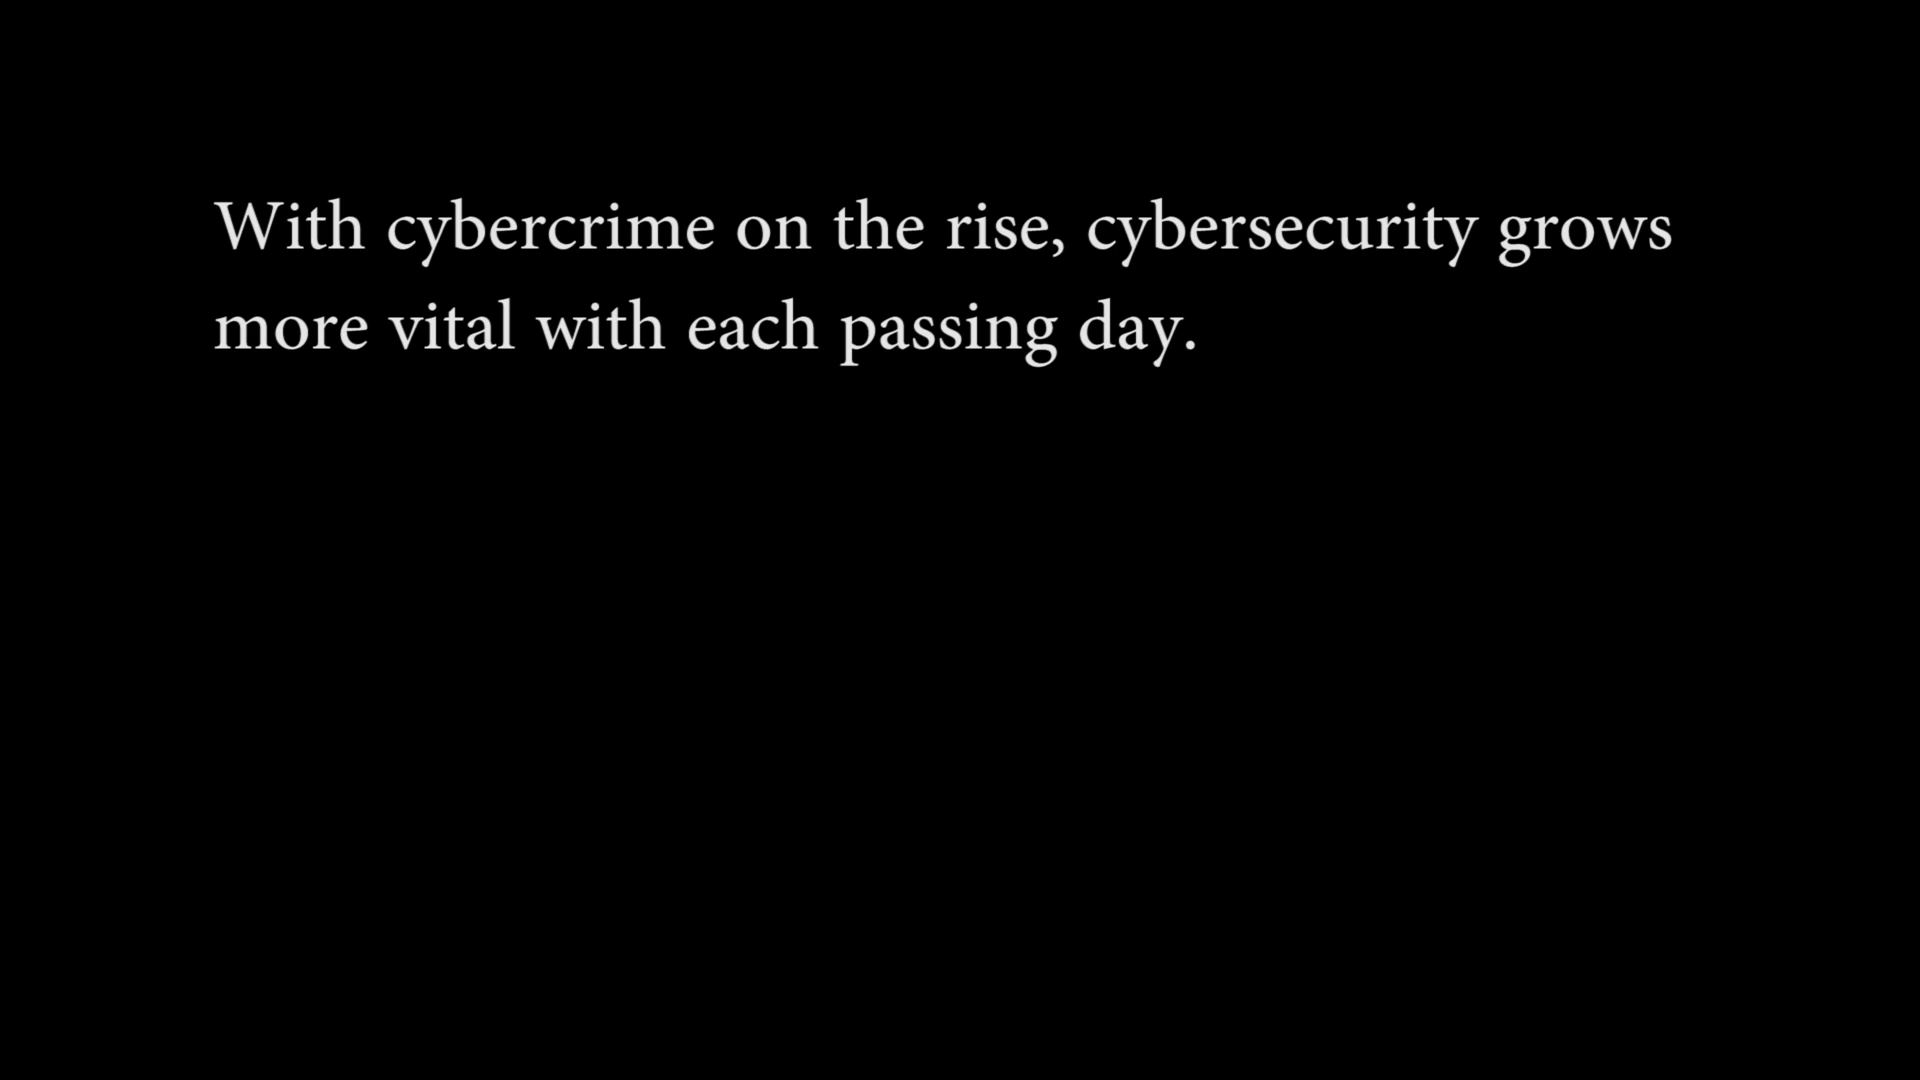 With cybercrime on the rise, cybersecurity grows
more vital with each passing day.